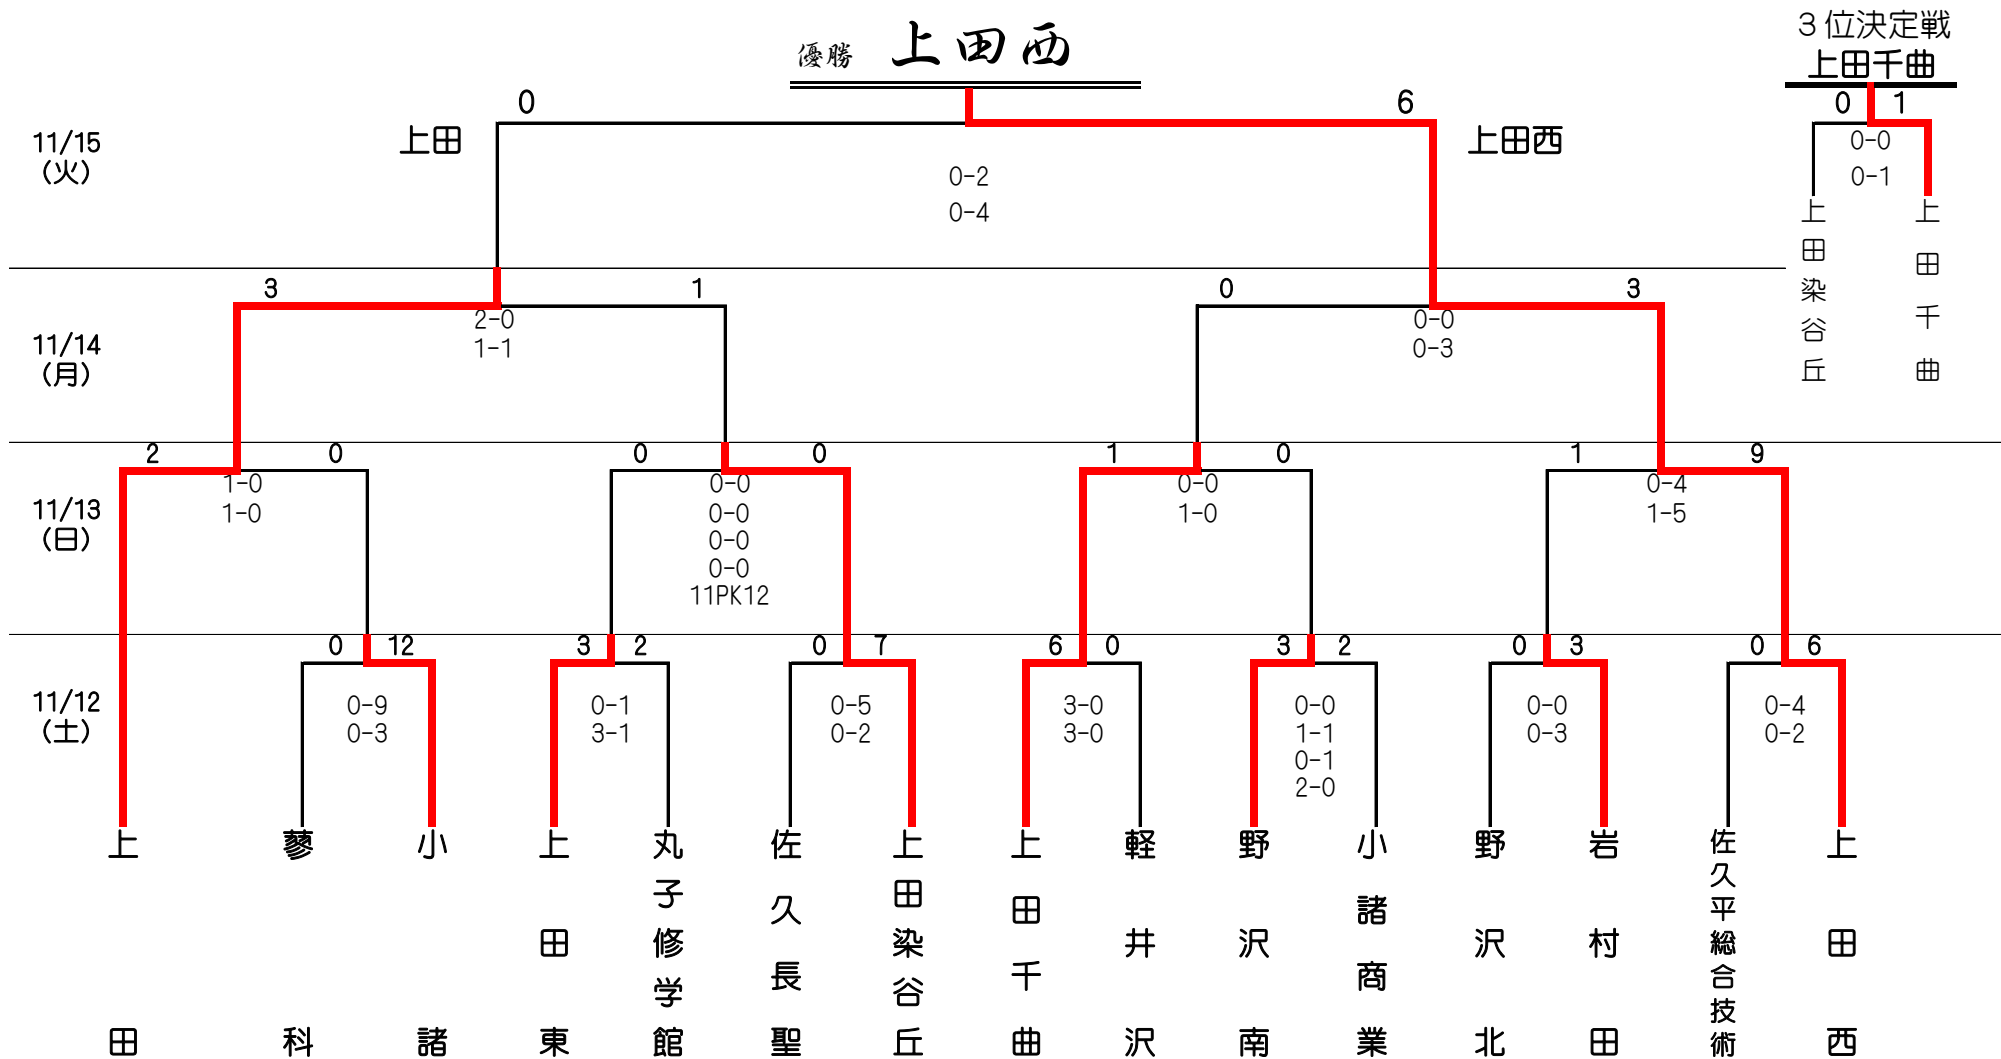 優勝 上田西
3位決定戦
上田千曲
0 1
0-0
0-1
上田染谷丘
上田千曲
11/15
(火)
上田
0
6
上田西
0-2
0-4
11/14
(月)
3
1
2-0
1-1
0
3
0-0
0-3
11/13
(日)
2
0
1-0
1-0
0
0
0-0
0-0
0-0
0-0
11PK12
1
0
0-0
1-0
1
9
0-4
1-5
11/12
(土)
0 12
0-9
0-3
3 2
0-1
3-1
0 7
0-5
0-2
6 0
3-0
3-0
3 2
0-0
1-1
0-1
2-0
0 3
0-0
0-3
0 6
0-4
0-2
上田
蓼科
小諸
上田東
丸子修学館
佐久長聖
上田染谷丘
上田千曲
軽井沢
野沢南
小諸商業
野沢北
岩村田
佐久平総合技術
上田西